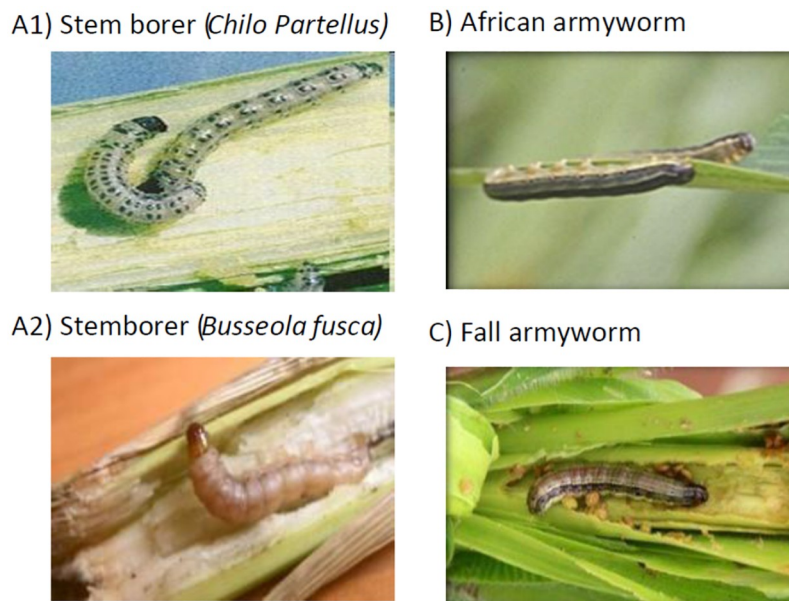 A1) Stem borer (Chilo Partellus)
B) African armyworm
A2) Stemborer (Busseola fusca)
C) Fall armyworm